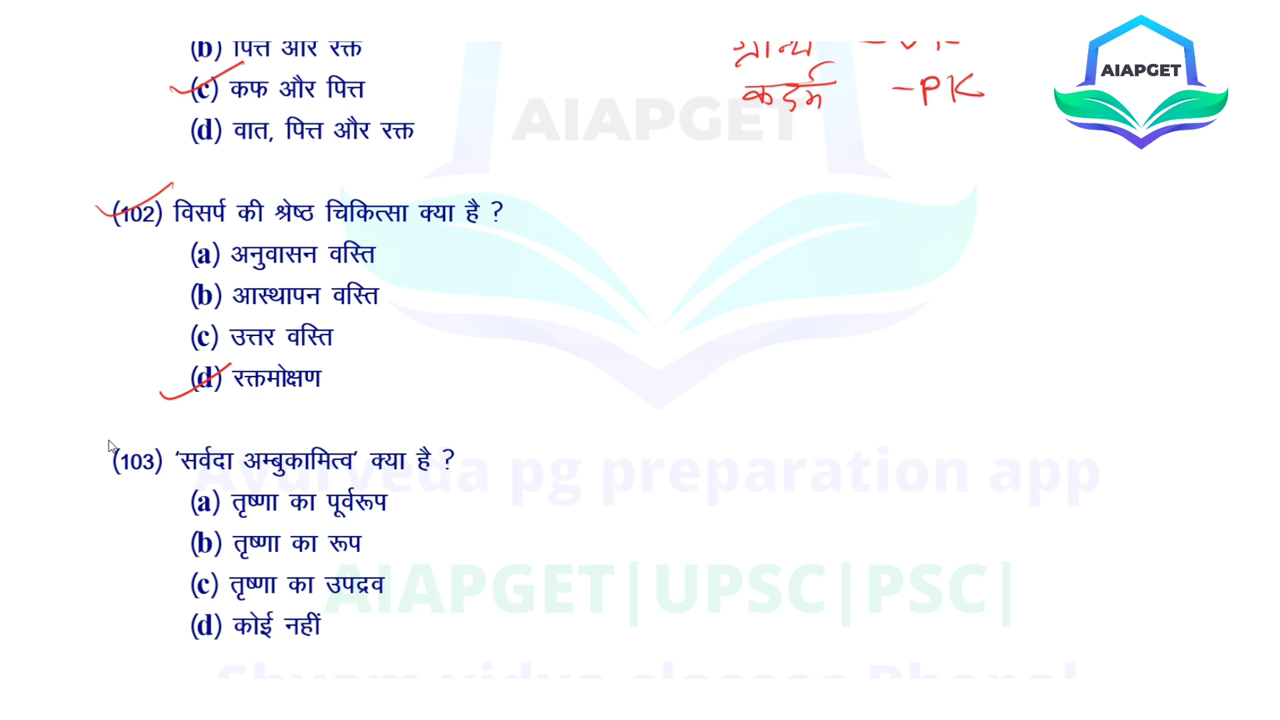 (b) पित्त और रक्त
(c) कफ और पित्त
(d) वात, पित्त और रक्त
कर्दम – PK
AIAPGET
AIAPGET
(102) विसर्प की श्रेष्ठ चिकित्सा क्या है ?
(a) अनुवासन वस्ति
(b) आस्थापन वस्ति
(c) उत्तर वस्ति
(d) रक्तमोक्षण
(103) ‘सर्वदा अम्बुकामित्व’ क्या है ?
Ayurveda pg preparation app
(a) तृष्णा का पूर्वरूप
(b) तृष्णा का रूप
(c) तृष्णा का उपद्रव
AIAPGET|UPSC|PSC|
(d) कोई नहीं